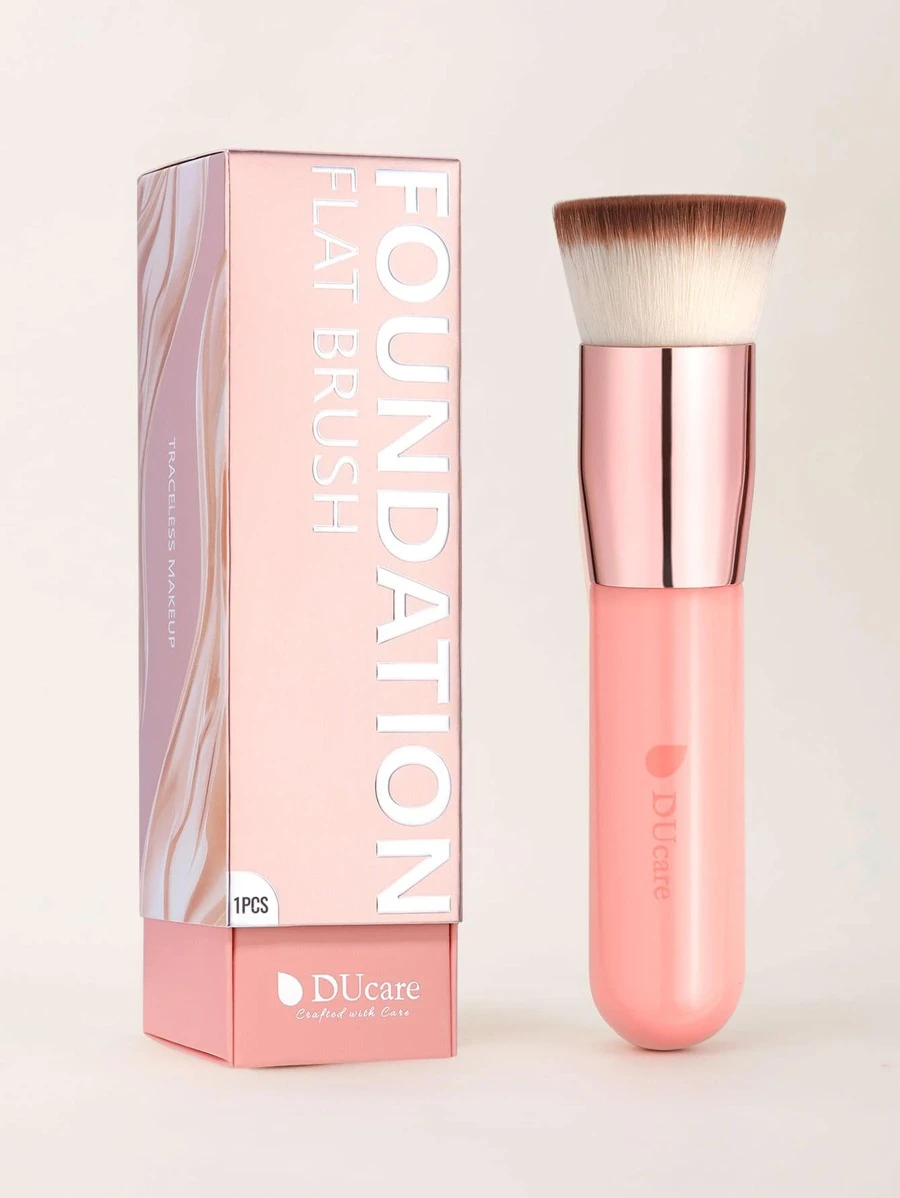 FOUNDATION
FLAT BRUSH
TRACELESS MAKEUP
1PCS
DUcare
Crafted with Care
DUcare